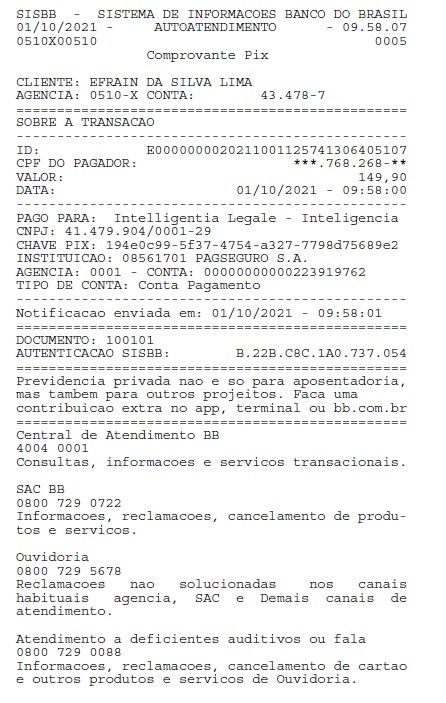 SISBB - SISTEMA DE INFORMACOES BANCO DO BRASIL
01/10/2021 - AUTOATENDIMENTO - 09.58.07
0510X00510 0005
Comprovante Pix
CLIENTE: EFRAIN DA SILVA LIMA
AGENCIA: 0510-X CONTA: 43.478-7
================================================
SOBRE A TRANSACAO
------------------------------------------------
ID: E0000000020211001125741306405107
CPF DO PAGADOR: ***.768.268-**
VALOR: 149,90
DATA: 01/10/2021 - 09:58:00
------------------------------------------------
PAGO PARA: Intelligentia Legale - Inteligencia
CNPJ: 41.479.904/0001-29
CHAVE PIX: 194e0c99-5f37-4754-a327-7798d75689e2
INSTITUICAO: 08561701 PAGSEGURO S.A.
AGENCIA: 0001 - CONTA: 00000000000223919762
TIPO DE CONTA: Conta Pagamento
------------------------------------------------
Notificacao enviada em: 01/10/2021 - 09:58:01
================================================
DOCUMENTO: 100101
AUTENTICACAO SISBB: B.22B.C8C.1A0.737.054
================================================
Previdencia privada nao e so para aposentadoria,
mas tambem para outros projeitos. Faca uma
contribuicao extra no app, terminal ou bb.com.br
================================================
Central de Atendimento BB
4004 0001
Consultas, informacoes e servicos transacionais.
SAC BB
0800 729 0722
Informacoes, reclamacoes, cancelamento de produ-
tos e servicos.
Ouvidoria
0800 729 5678
Reclamacoes nao solucionadas nos canais
habituais agencia, SAC e Demais canais de
atendimento.
Atendimento a deficientes auditivos ou fala
0800 729 0088
Informacoes, reclamacoes, cancelamento de cartao
e outros produtos e servicos de Ouvidoria.